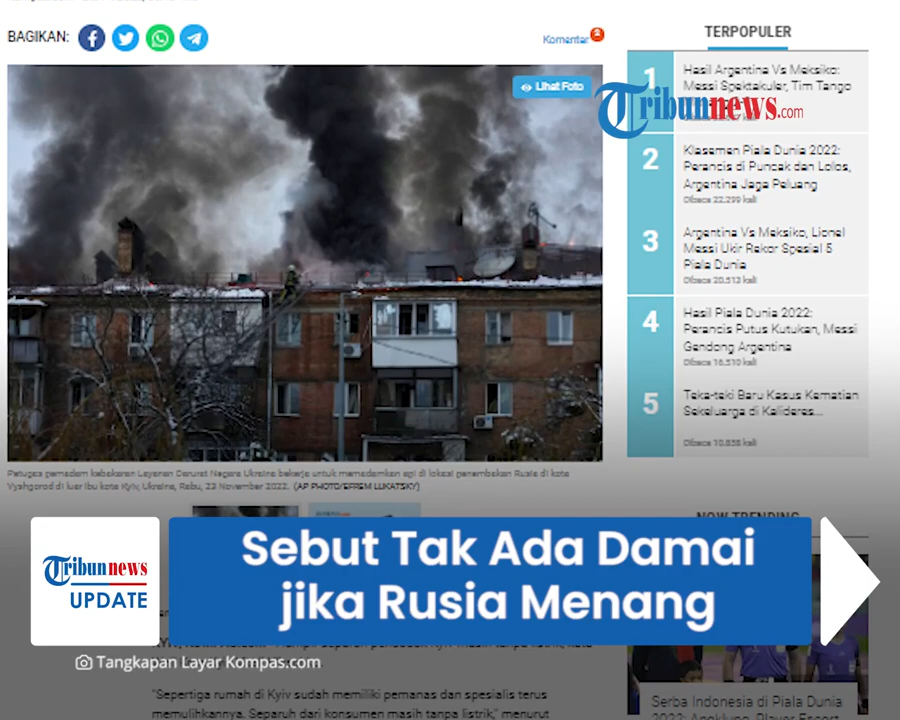 BAGIKAN:
Komentar
2
Lihat Foto
TERPOPULER
1
Hasil Argentina Vs Meksiko:
Messi Spektakuler, Tim Tango
Tribunnews.com
2
Klasemen Piala Dunia 2022:
Perancis di Puncak dan Lolos,
Argentina Jaga Peluang
Dibaca 22.299 kali
3
Argentina Vs Meksiko, Lionel
Messi Ukir Rekor Spesial 5
Piala Dunia
Dibaca 20.513 kali
4
Hasil Piala Dunia 2022:
Perancis Putus Kutukan, Messi
Gendong Argentina
Dibaca 16.510 kali
5
Teka-teki Baru Kasus Kematian
Sekeluarga di Kalideres...
Dibaca 10.838 kali
Petugas pemadam kebakaran Layanan Darurat Negara Ukraina bekerja untuk memadamkan api di lokasi penembakan Rusia di kota
Vyshgorod di luar ibu kota Kyiv, Ukraina, Rabu, 23 November 2022. (AP PHOTO/EFREM LUKATSKY)
NOW TRENDING
Tribunnews
UPDATE
Sebut Tak Ada Damai
jika Rusia Menang
Tangkapan Layar Kompas.com
"Sepertiga rumah di Kyiv sudah memiliki pemanas dan spesialis terus
memulihkannya. Separuh dari konsumen masih tanpa listrik," menurut
Serba Indonesia di Piala Dunia